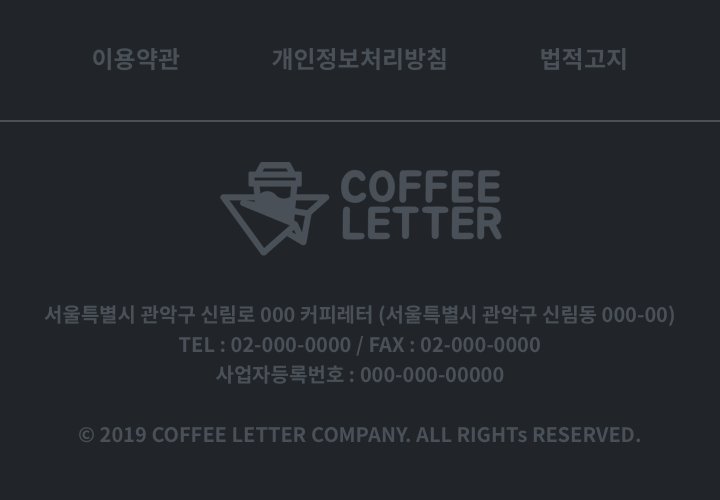 이용약관 개인정보처리방침 법적고지
COFFEE
LETTER
서울특별시 관악구 신림로 000 커피레터 (서울특별시 관악구 신림동 000-00)
TEL : 02-000-0000 / FAX : 02-000-0000
사업자등록번호 : 000-000-00000
© 2019 COFFEE LETTER COMPANY. ALL RIGHTs RESERVED.